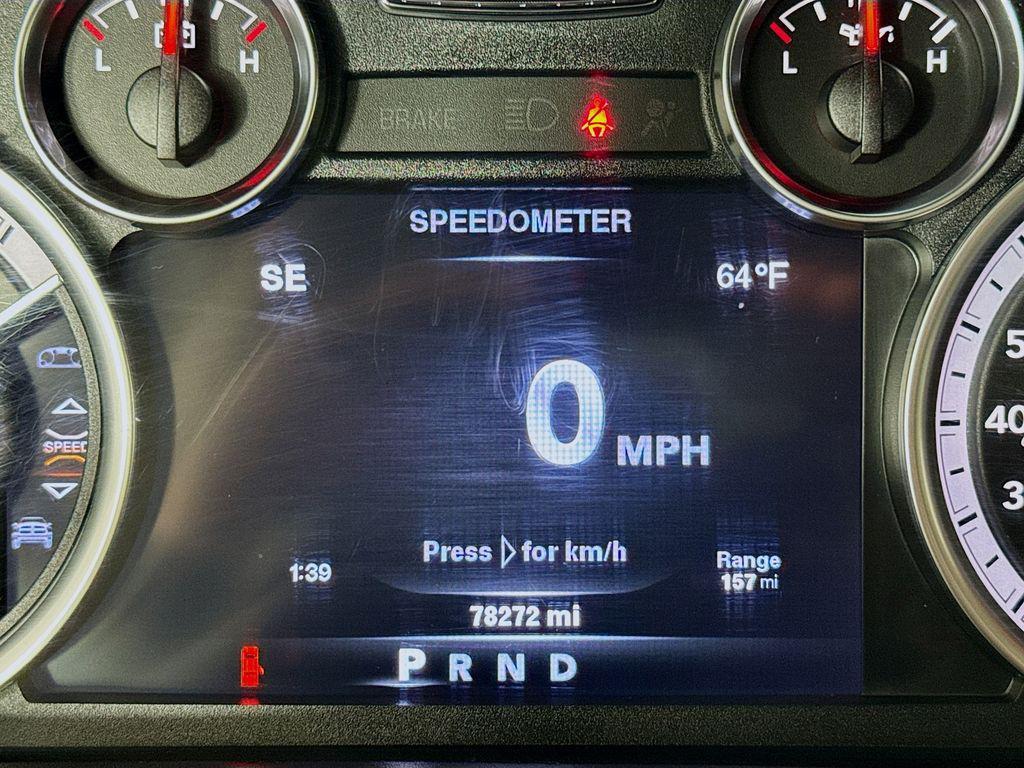 L H
L H
BRAKE
SPEEDOMETER
SE 64°F
0 MPH
SPEED
5
40
3
Press ▷ for km/h
1:39
Range
157 mi
78272 mi
P R N D